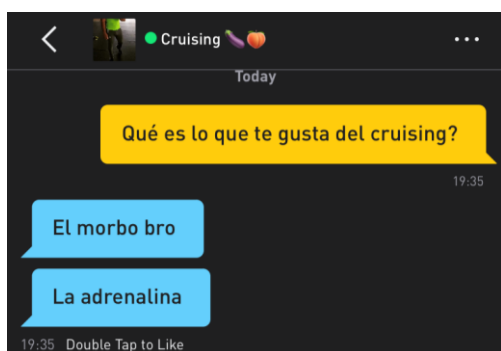 Cruising 🍆🍑
Today
Qué es lo que te gusta del cruising?
19:35
El morbo bro
La adrenalina
19:35 Double Tap to Like